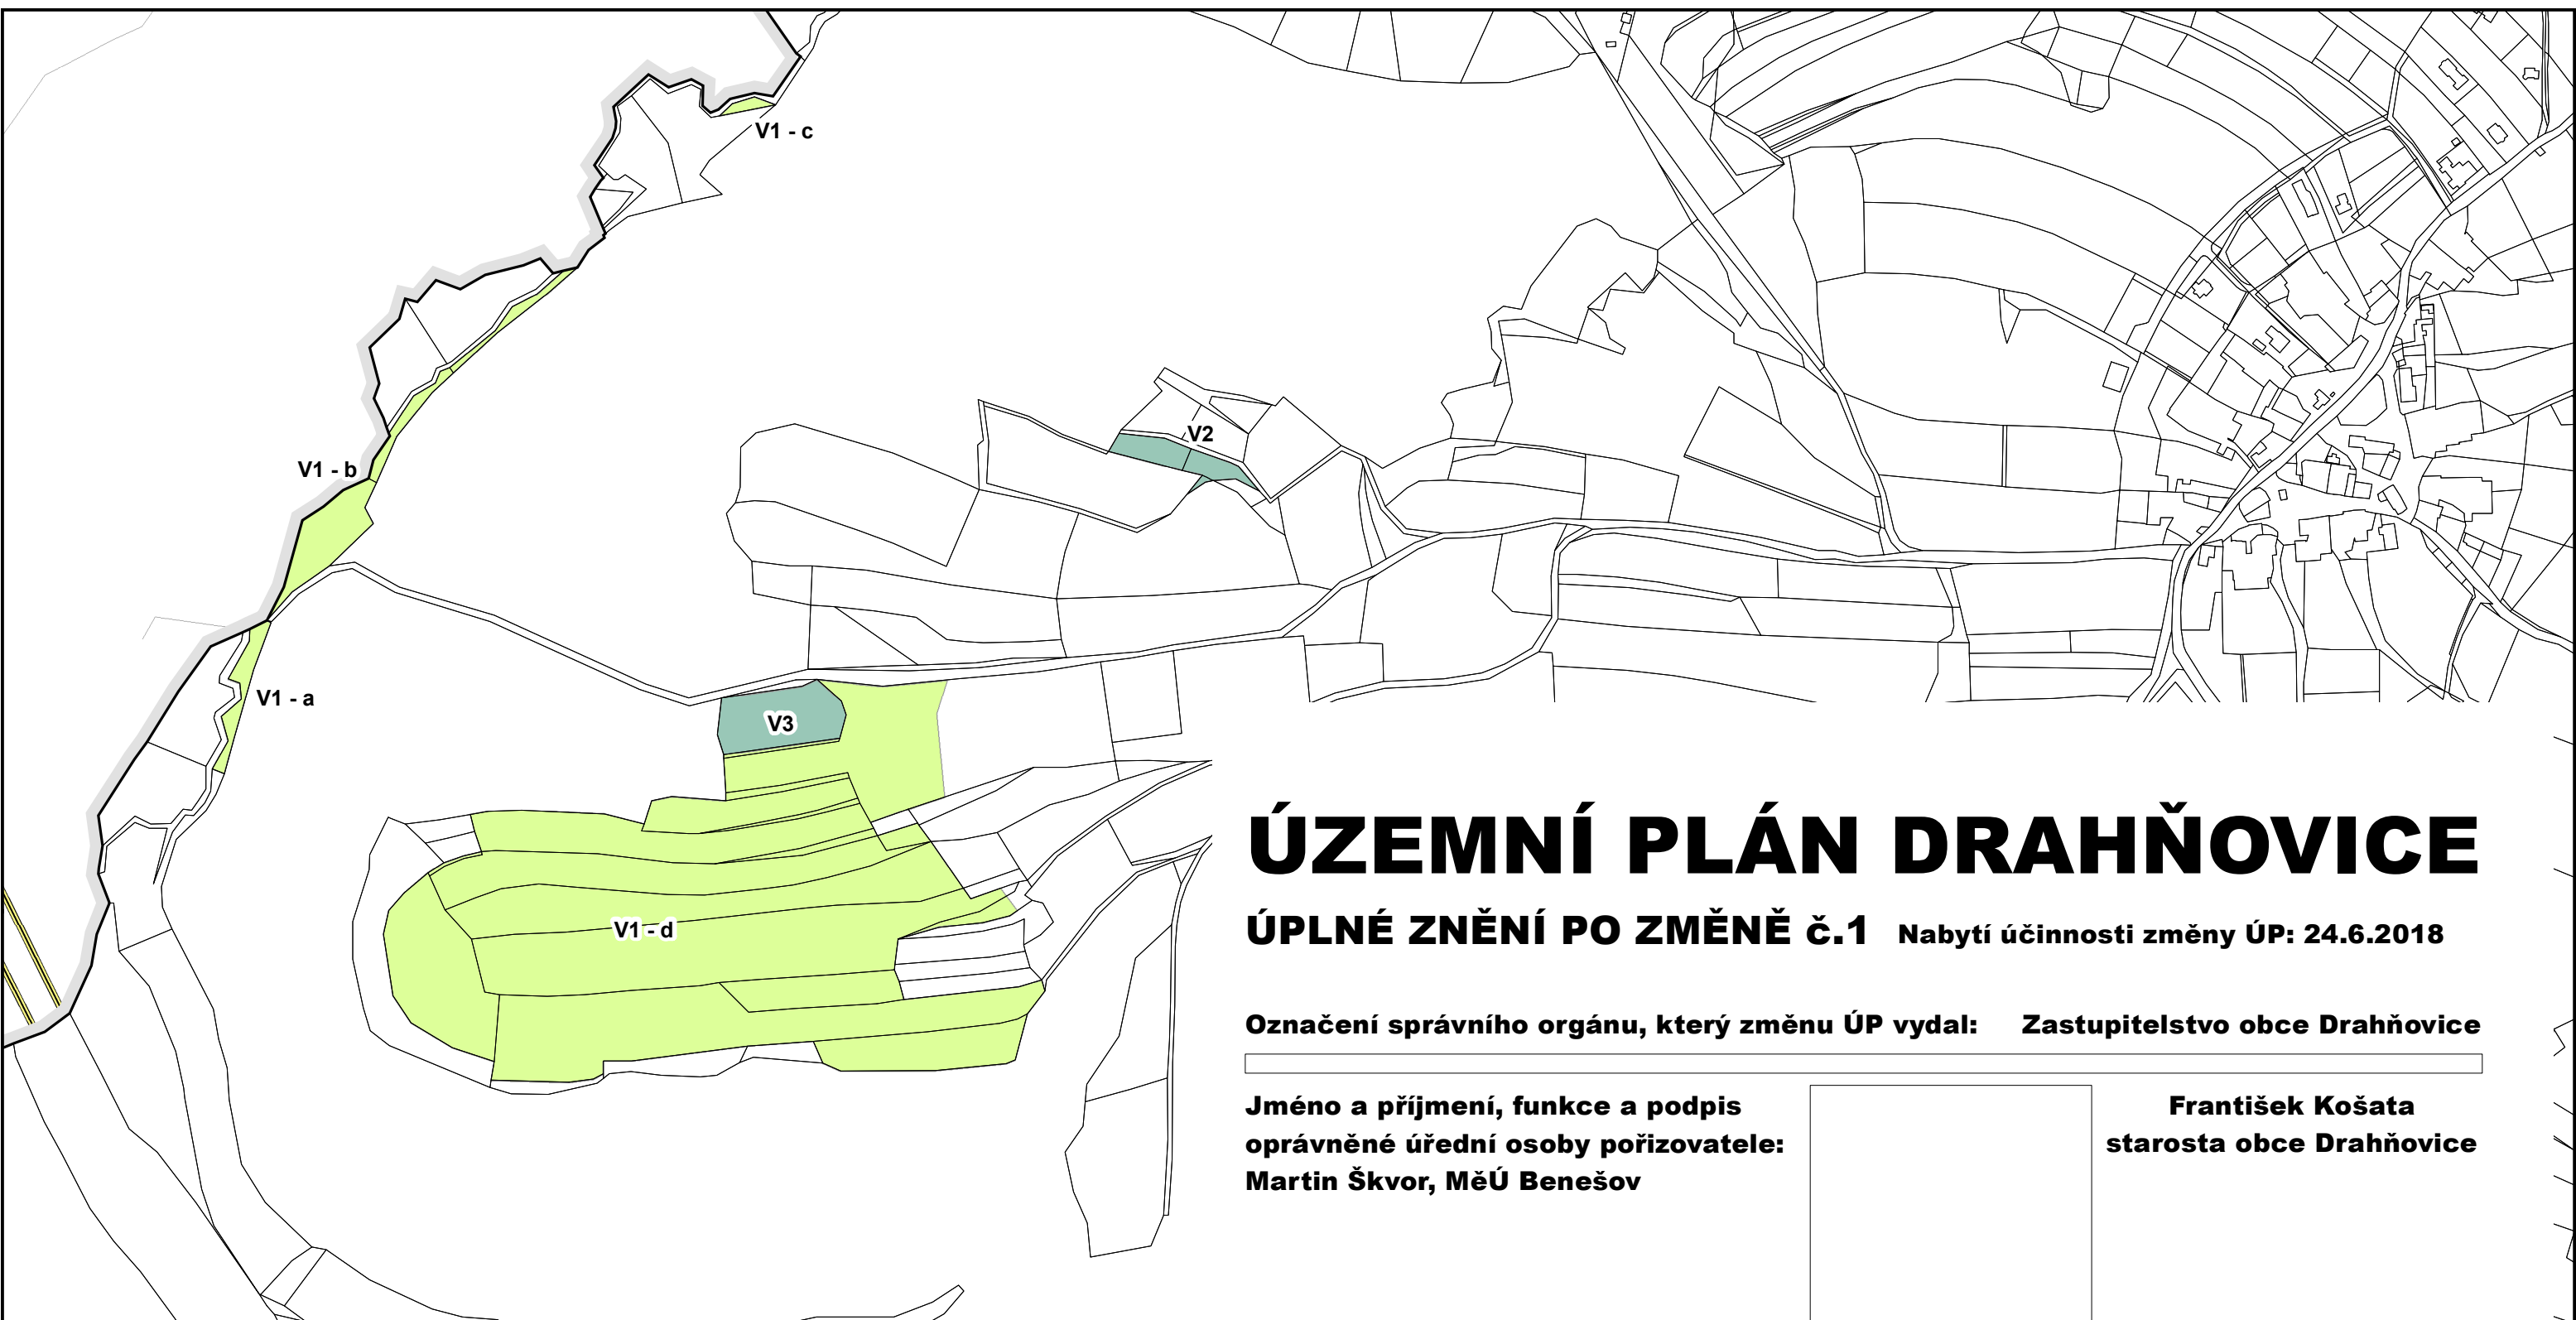 V1 - c
V2
V1 - b
V1 - a
V3
V1 - d
ÚZEMNÍ PLÁN DRAHŇOVICE
ÚPLNÉ ZNĚNÍ PO ZMĚNĚ č.1 Nabytí účinnosti změny ÚP: 24.6.2018
Označení správního orgánu, který změnu ÚP vydal: Zastupitelstvo obce Drahňovice
Jméno a příjmení, funkce a podpis
oprávněné úřední osoby pořizovatele:
Martin Škvor, MěÚ Benešov
František Košata
starosta obce Drahňovice